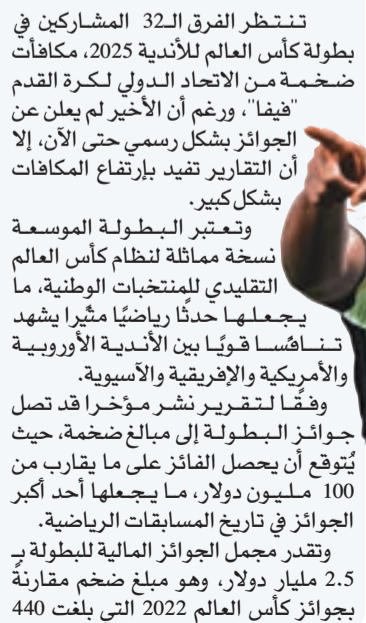 تنتظر الفرق الـ32 المشاركين في
بطولة كأس العالم للأندية 2025، مكافآت
ضخمة من الاتحاد الدولي لكرة القدم
"فيفا"، ورغم أن الأخير لم يعلن عن
الجوائز بشكل رسمي حتى الآن، إلا
أن التقارير تفيد بإرتفاع المكافات
بشكل كبير.
وتعتبر البطولة الموسعة
نسخة مماثلة لنظام كأس العالم
التقليدي للمنتخبات الوطنية، ما
يجعلها حدثًا رياضيًا مثيرا يشهد
تنافسا قويًا بين الأندية الأوروبية
والأمريكية والإفريقية والآسيوية.
وفقًا لتقرير نشر مؤخرا قد تصل
جوائز البطولة إلى مبالغ ضخمة، حيث
يُتوقع أن يحصل الفائز على ما يقارب من
100 مليون دولار، ما يجعلها أحد أكبر
الجوائز في تاريخ المسابقات الرياضية.
وتقدر مجمل الجوائز المالية للبطولة بـ
2.5 مليار دولار، وهو مبلغ ضخم مقارنةً
بجوائز كأس العالم 2022 التي بلغت 440